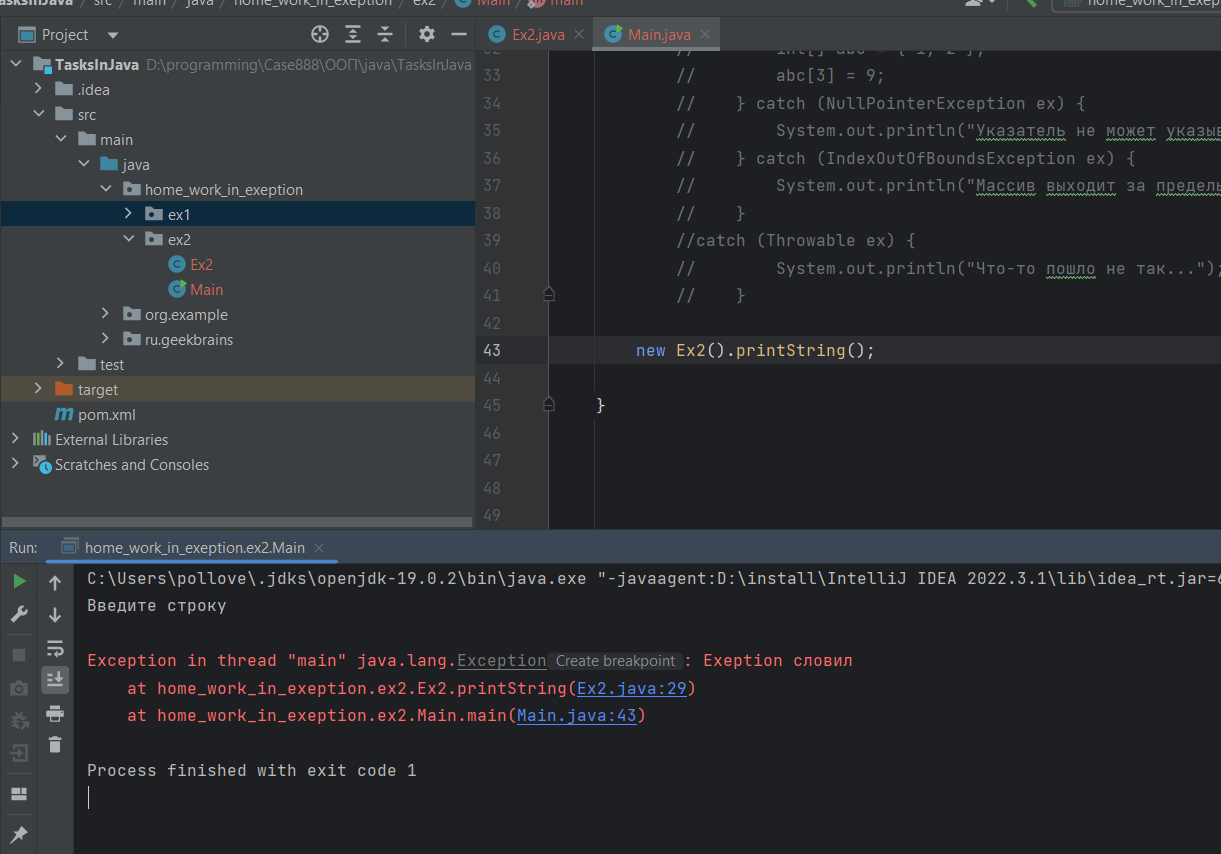 TasksInJava / src / main / java / home_work_in_exeption / ex2 / Main / main
Project
Ex2.java
Main.java
TasksInJava D:\programming\Case888\ООП\java\TasksInJava
.idea
src
main
java
home_work_in_exeption
ex1
ex2
Ex2
Main
org.example
ru.geekbrains
test
target
pom.xml
External Libraries
Scratches and Consoles
32 // int[] abc = { 1, 2 };
33 // abc[3] = 9;
34 // } catch (NullPointerException ex) {
35 // System.out.println("Указатель не может
36 // } catch (IndexOutOfBoundsException ex) {
37 // System.out.println("Массив выходит за
38 // }
39 //catch (Throwable ex) {
40 // System.out.println("Что-то пошло не так...");
41 // }
42
43 new Ex2().printString();
44
45 }
46
47
48
49
Run: home_work_in_exeption.ex2.Main
C:\Users\pollove\.jdks\openjdk-19.0.2\bin\java.exe "-javaagent:D:\install\IntelliJ IDEA 2022.3.1\lib\idea_rt.jar=
Введите строку
Exception in thread "main" java.lang.Exception Create breakpoint : Exeption словил
at home_work_in_exeption.ex2.Ex2.printString(Ex2.java:29)
at home_work_in_exeption.ex2.Main.main(Main.java:43)
Process finished with exit code 1